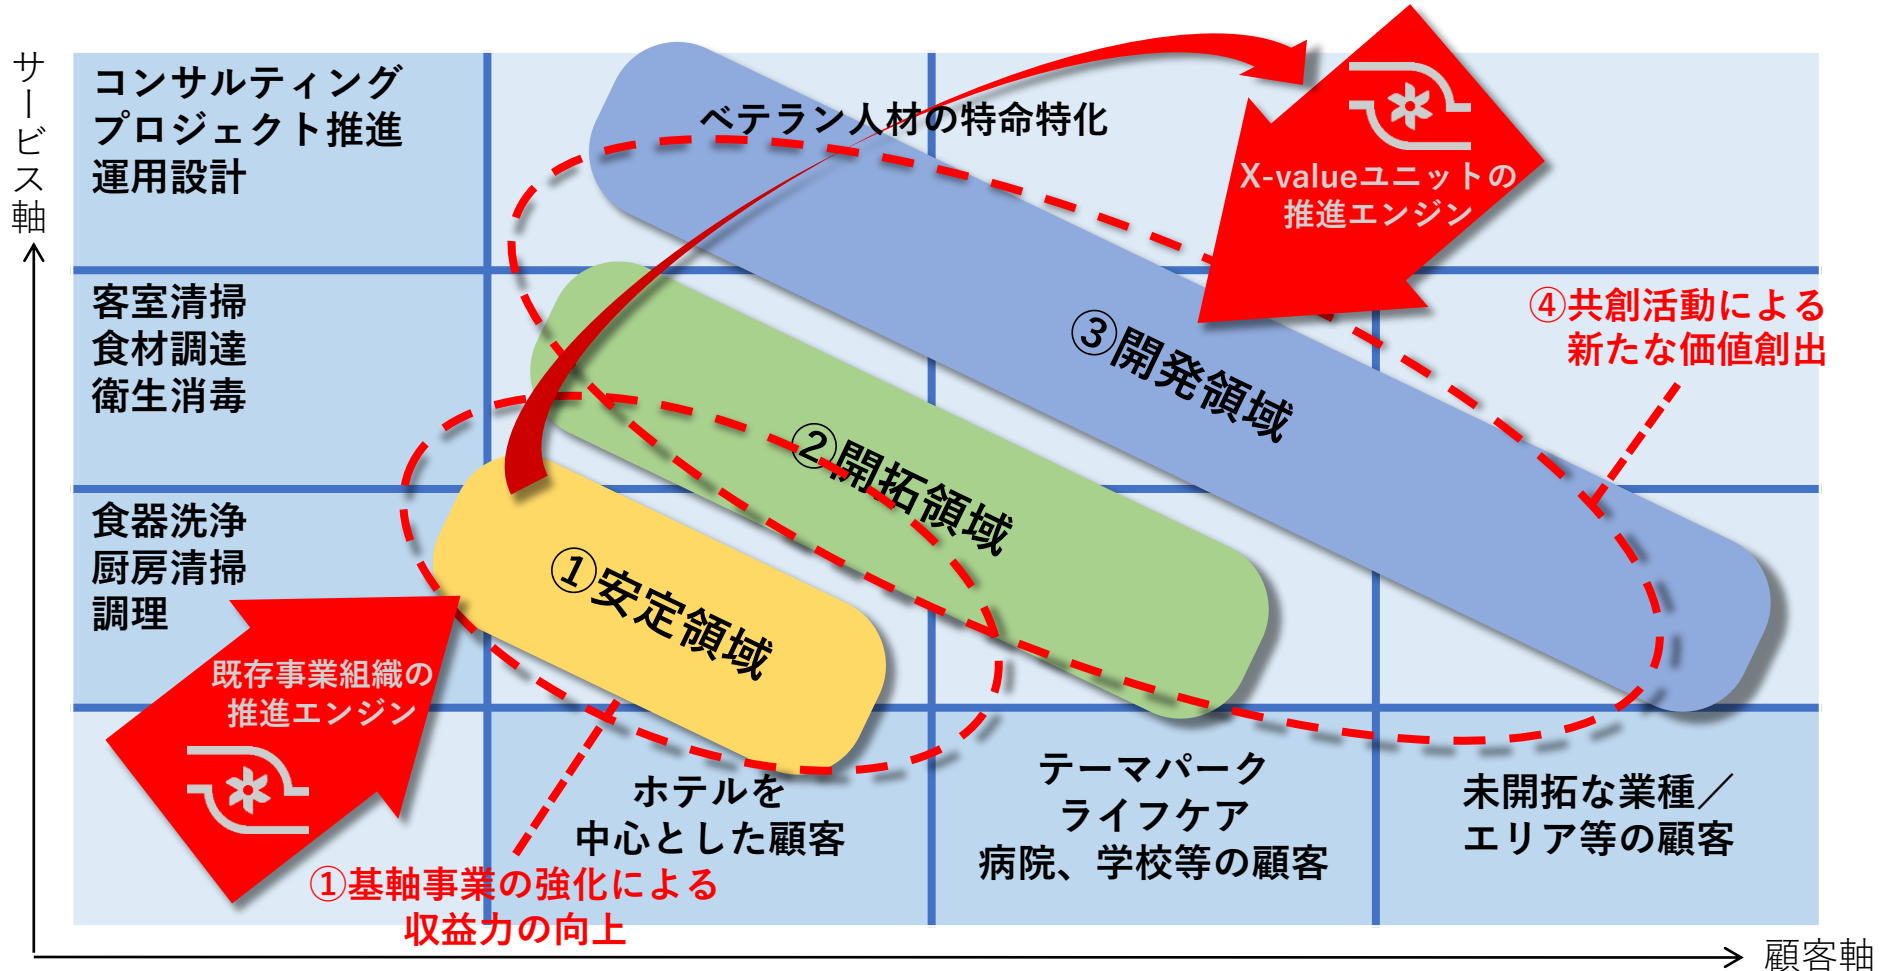 サービス軸
コンサルティング
プロジェクト推進
運用設計
ベテラン人材の特命特化
X-valueユニットの
推進エンジン
客室清掃
食材調達
衛生消毒
④共創活動による
新たな価値創出
③開発領域
②開拓領域
食器洗浄
厨房清掃
調理
①安定領域
既存事業組織の
推進エンジン
ホテルを
中心とした顧客
テーマパーク
ライフケア
病院、学校等の顧客
未開拓な業種／
エリア等の顧客
①基軸事業の強化による
収益力の向上
顧客軸